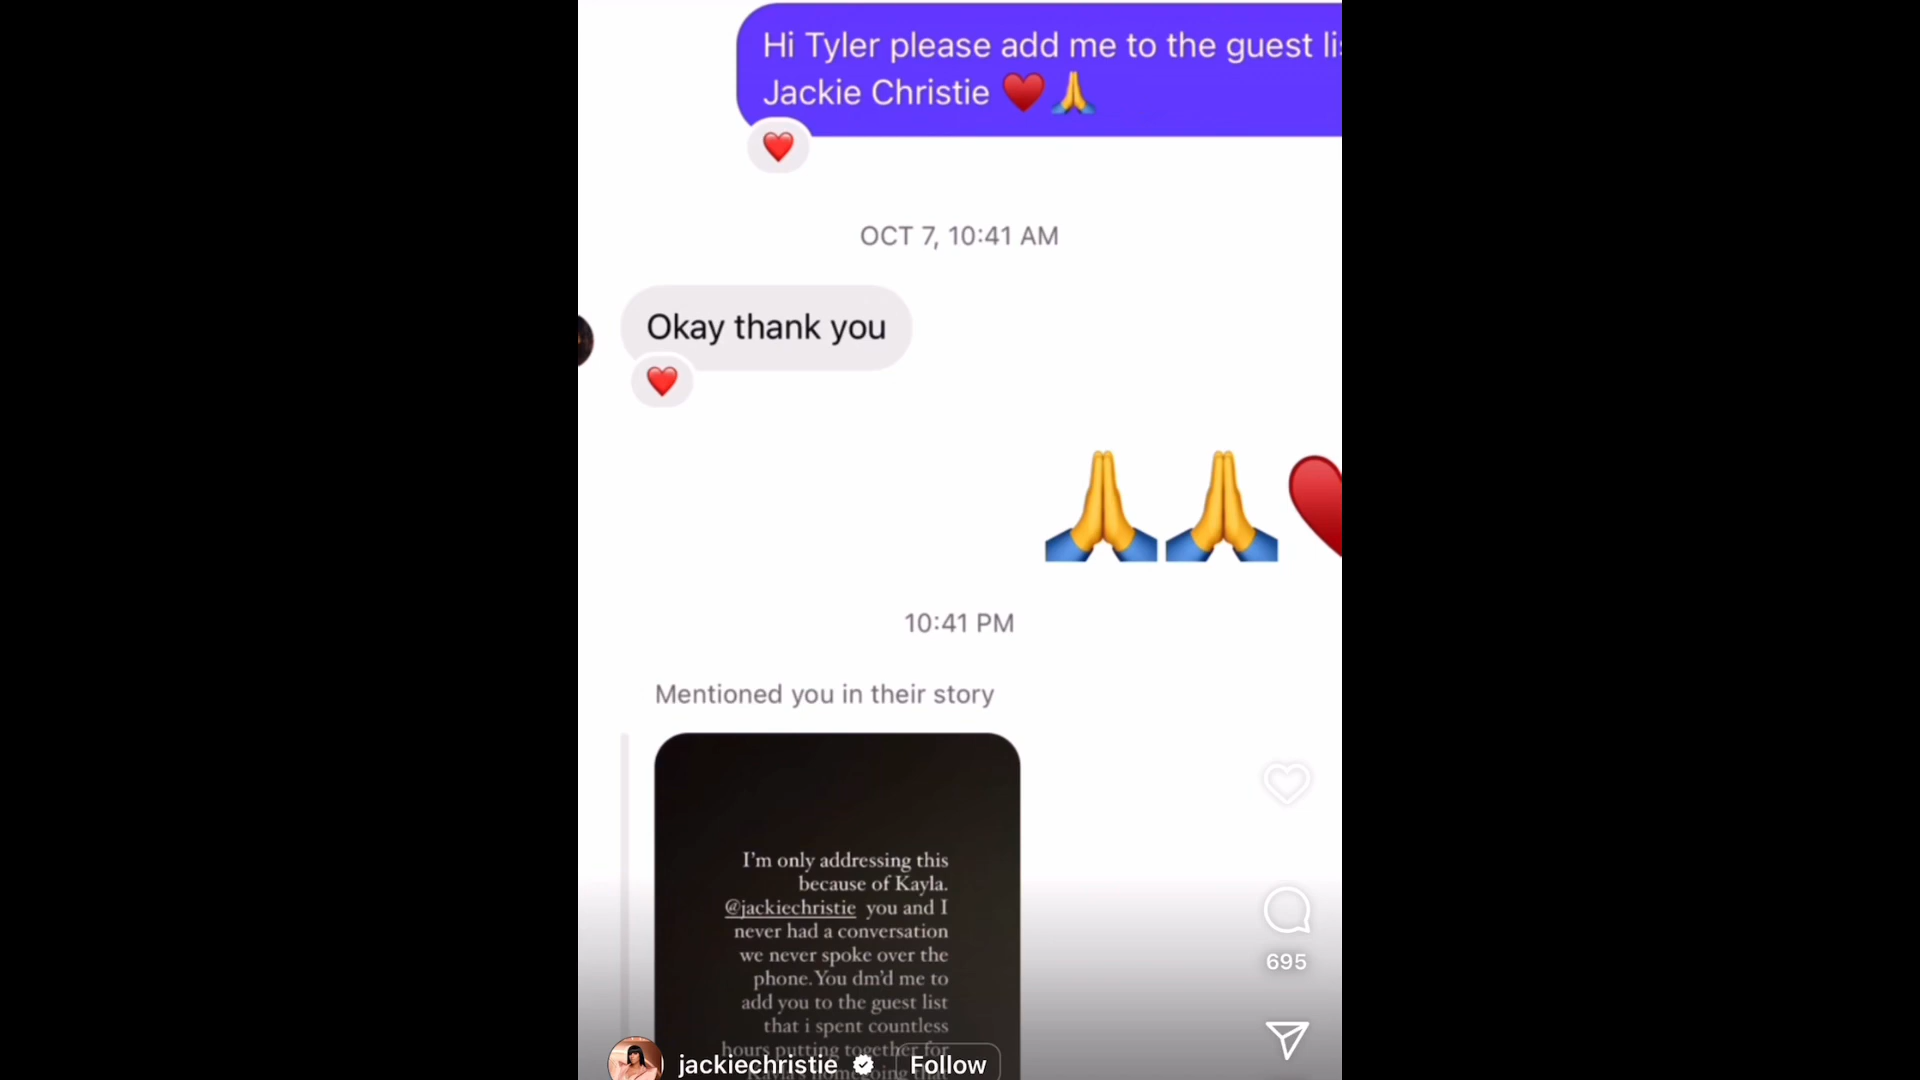 Hi Tyler please add me to the guest
Jackie Christie ❤️🙏
❤️
OCT 7, 10:41 AM
Okay thank you
❤️
🙏🙏❤️
10:41 PM
Mentioned you in their story
I'm only addressing this
because of Kayla.
@jackiechristie you and I
never had a conversation
we never spoke over the
phone. You dm'd me to
add you to the guest list
that i spent countless
hours putting together for
Kayla's homegoing that
695
jackiechristie
Follow